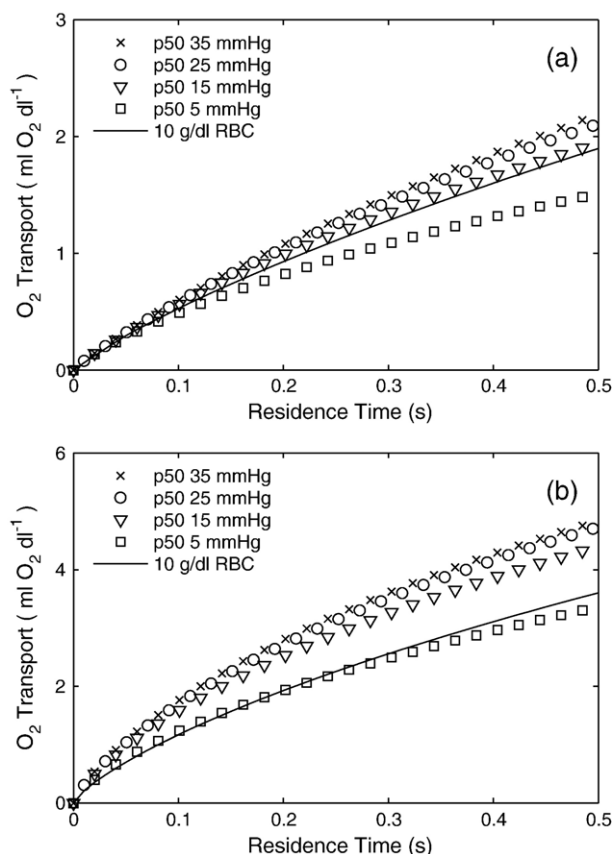 3
(a)
× p50 35 mmHg
○ p50 25 mmHg
▽ p50 15 mmHg
□ p50 5 mmHg
10 g/dl RBC
2
1
0
O₂ Transport ( ml O₂ dl⁻¹ )
0 0.1 0.2 0.3 0.4 0.5
Residence Time (s)
6
(b)
× p50 35 mmHg
○ p50 25 mmHg
▽ p50 15 mmHg
□ p50 5 mmHg
10 g/dl RBC
4
2
0
O₂ Transport ( ml O₂ dl⁻¹ )
0 0.1 0.2 0.3 0.4 0.5
Residence Time (s)